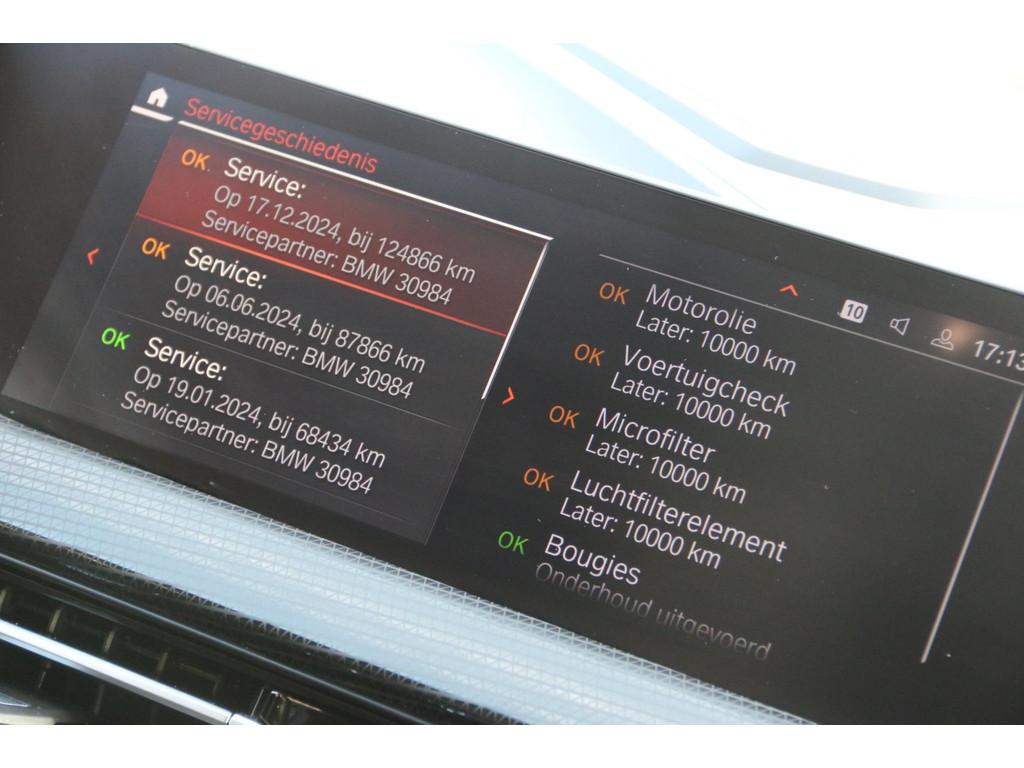 Servicegeschiedenis
OK Service:
Op 17.12.2024, bij 124866 km
Servicepartner: BMW 30984
OK Service:
Op 06.06.2024, bij 87866 km
Servicepartner: BMW 30984
OK Service:
Op 19.01.2024, bij 68434 km
Servicepartner: BMW 30984
10
17:13
OK Motorolie
Later: 10000 km
OK Voertuigcheck
Later: 10000 km
OK Microfilter
Later: 10000 km
OK Luchtfilterelement
Later: 10000 km
OK Bougies
Onderhoud uitgevoerd